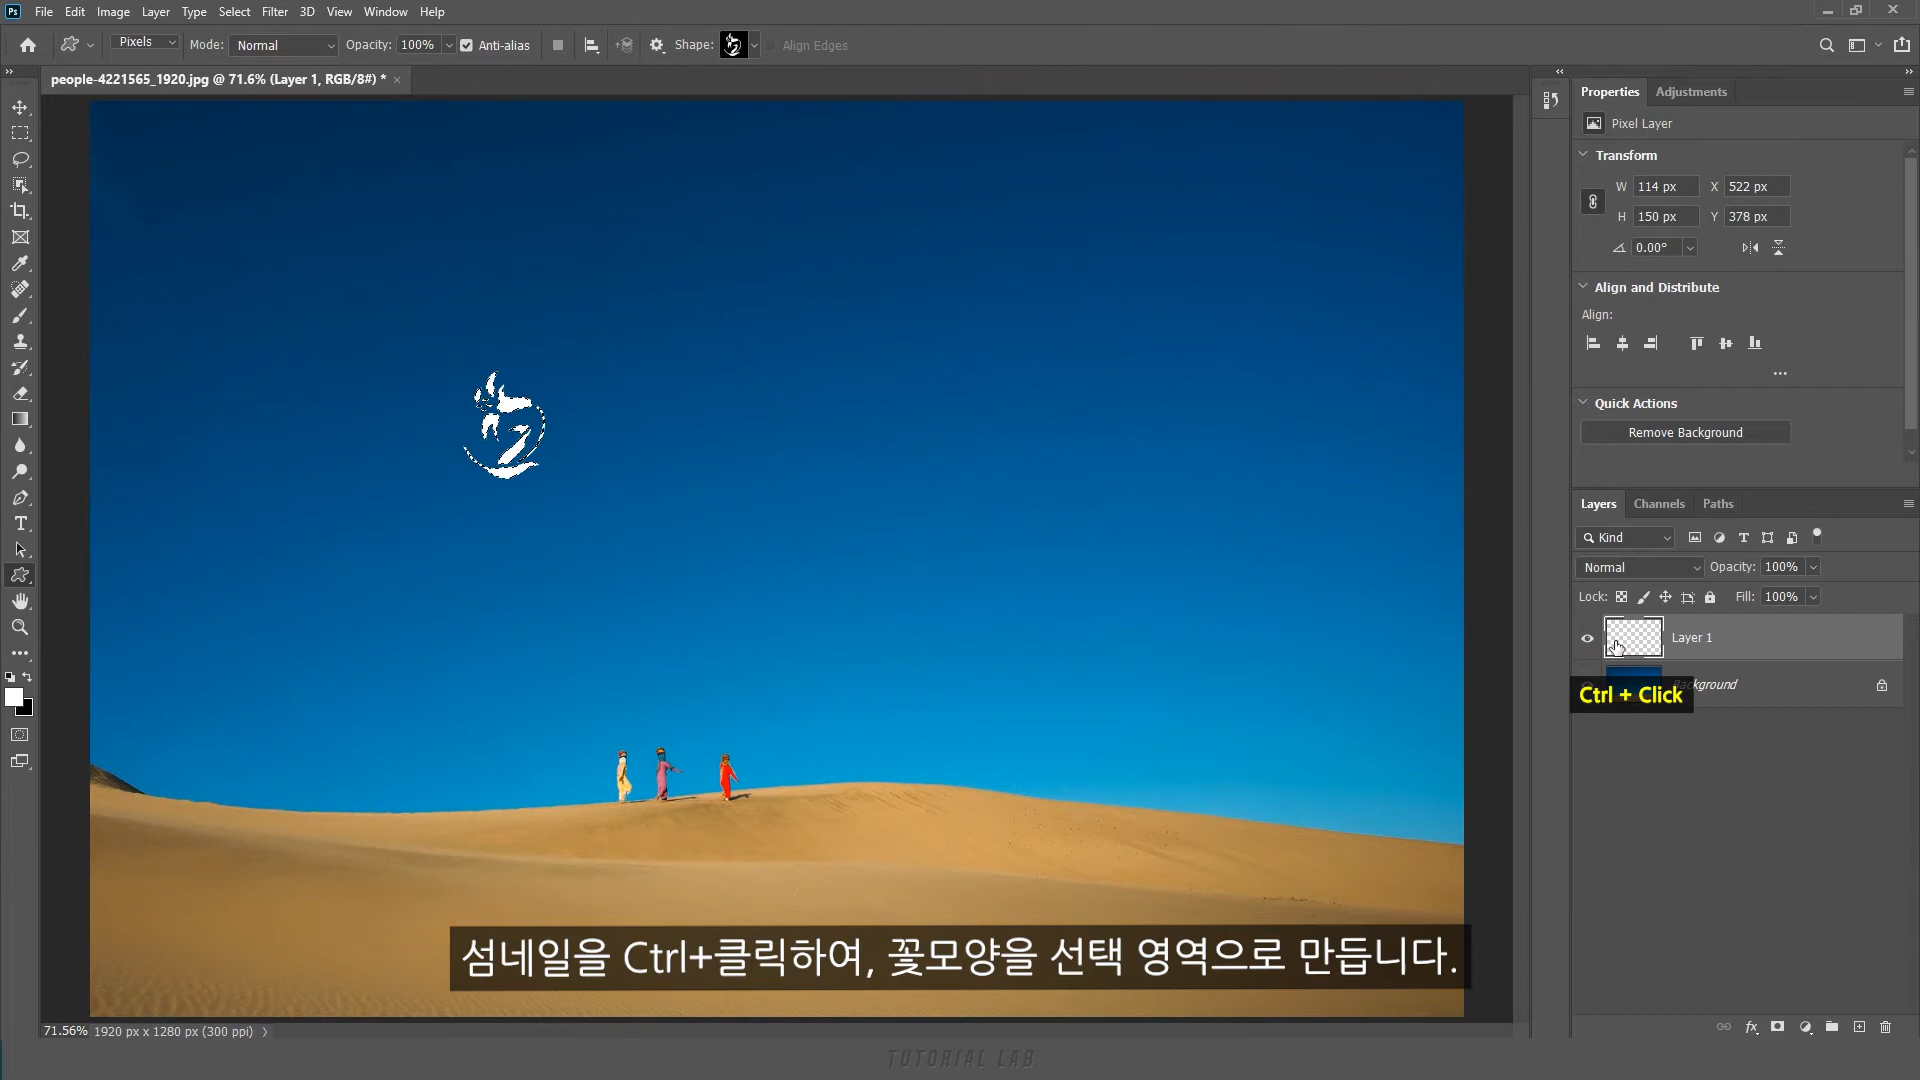 Ps File Edit Image Layer Type Select Filter 3D View Window Help
Pixels Mode: Normal Opacity: 100% Anti-alias Shape: Align Edges
people-4221565_1920.jpg @ 71.6% (Layer 1, RGB/8#) *
Properties Adjustments
Pixel Layer
Transform
W 114 px X 522 px
H 150 px Y 378 px
0.00°
Align and Distribute
Align:
Quick Actions
Remove Background
Layers Channels Paths
Kind
Normal Opacity: 100%
Lock: Fill: 100%
Layer 1
Background
Ctrl + Click
섬네일을 Ctrl+클릭하여, 꽃모양을 선택 영역으로 만듭니다.
71.56% 1920 px x 1280 px (300 ppi)
TUTORIAL LAB